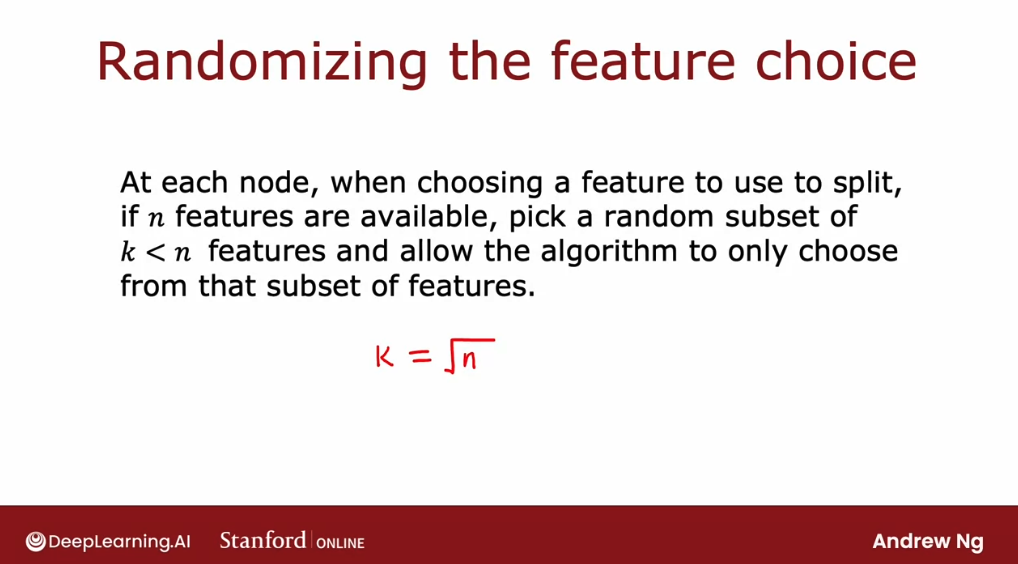 Randomizing the feature choice
At each node, when choosing a feature to use to split,
if n features are available, pick a random subset of
k < n features and allow the algorithm to only choose
from that subset of features.
K = √n
DeepLearning.AI Stanford | ONLINE Andrew Ng